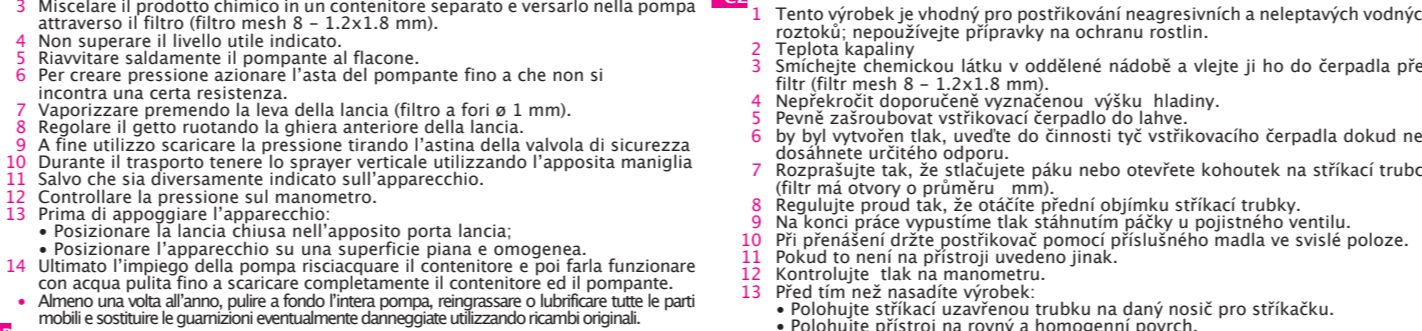 3 Miscelare il prodotto chimico in un contenitore separato e versarlo nella pompa
attraverso il filtro (filtro mesh 8 – 1.2x1.8 mm).
4 Non superare il livello utile indicato.
5 Riavvitare saldamente il pompante al flacone.
6 Per creare pressione azionare l'asta del pompante fino a che non si
incontra una certa resistenza.
7 Vaporizzare premendo la leva della lancia (filtro a fori ø 1 mm).
8 Regolare il getto ruotando la ghiera anteriore della lancia.
9 A fine utilizzo scaricare la pressione tirando l'astina della valvola di sicurezza
10 Durante il trasporto tenere lo sprayer verticale utilizzando l'apposita maniglia
11 Salvo che sia diversamente indicato sull'apparecchio.
12 Controllare la pressione sul manometro.
13 Prima di appoggiare l'apparecchio:
• Posizionare la lancia chiusa nell'apposito porta lancia;
• Posizionare l'apparecchio su una superficie piana e omogenea.
14 Ultimato l'impiego della pompa risciacquare il contenitore e poi farla funzionare
con acqua pulita fino a scaricare completamente il contenitore ed il pompante.
• Almeno una volta all'anno, pulire a fondo l'intera pompa, reingrassare o lubrificare tutte le parti
mobili e sostituire le guarnizioni eventualmente danneggiate utilizzando ricambi originali.
1 Tento výrobek je vhodný pro postřikování neagresivních a neleptavých vodnýc
roztoků; nepoužívejte přípravky na ochranu rostlin.
2 Teplota kapaliny
3 Smíchejte chemickou látku v oddělené nádobě a vlejte ji ho do čerpadla pře
filtr (filtr mesh 8 – 1.2x1.8 mm).
4 Nepřekročit doporučeně vyznačenou výšku hladiny.
5 Pevně zašroubovat vstřikovací čerpadlo do lahve.
6 by byl vytvořen tlak, uveďte do činnosti tyč vstřikovacího čerpadla dokud ne
dosáhnete určitého odporu.
7 Rozprašujte tak, že stlačujete páku nebo otevřete kohoutek na stříkací trubc
(filtr má otvory o průměru mm).
8 Regulujte proud tak, že otáčíte přední objímku stříkací trubky.
9 Na konci práce vypustíme tlak stáhnutím páčky u pojistného ventilu.
10 Při přenášení držte postřikovač pomocí příslušného madla ve svislé poloze.
11 Pokud to není na přístroji uvedeno jinak.
12 Kontrolujte tlak na manometru.
13 Před tím než nasadíte výrobek:
• Polohujte stříkací uzavřenou trubku na daný nosič pro stříkačku.
• Polohujte přístroj na rovný a homogenní povrch.